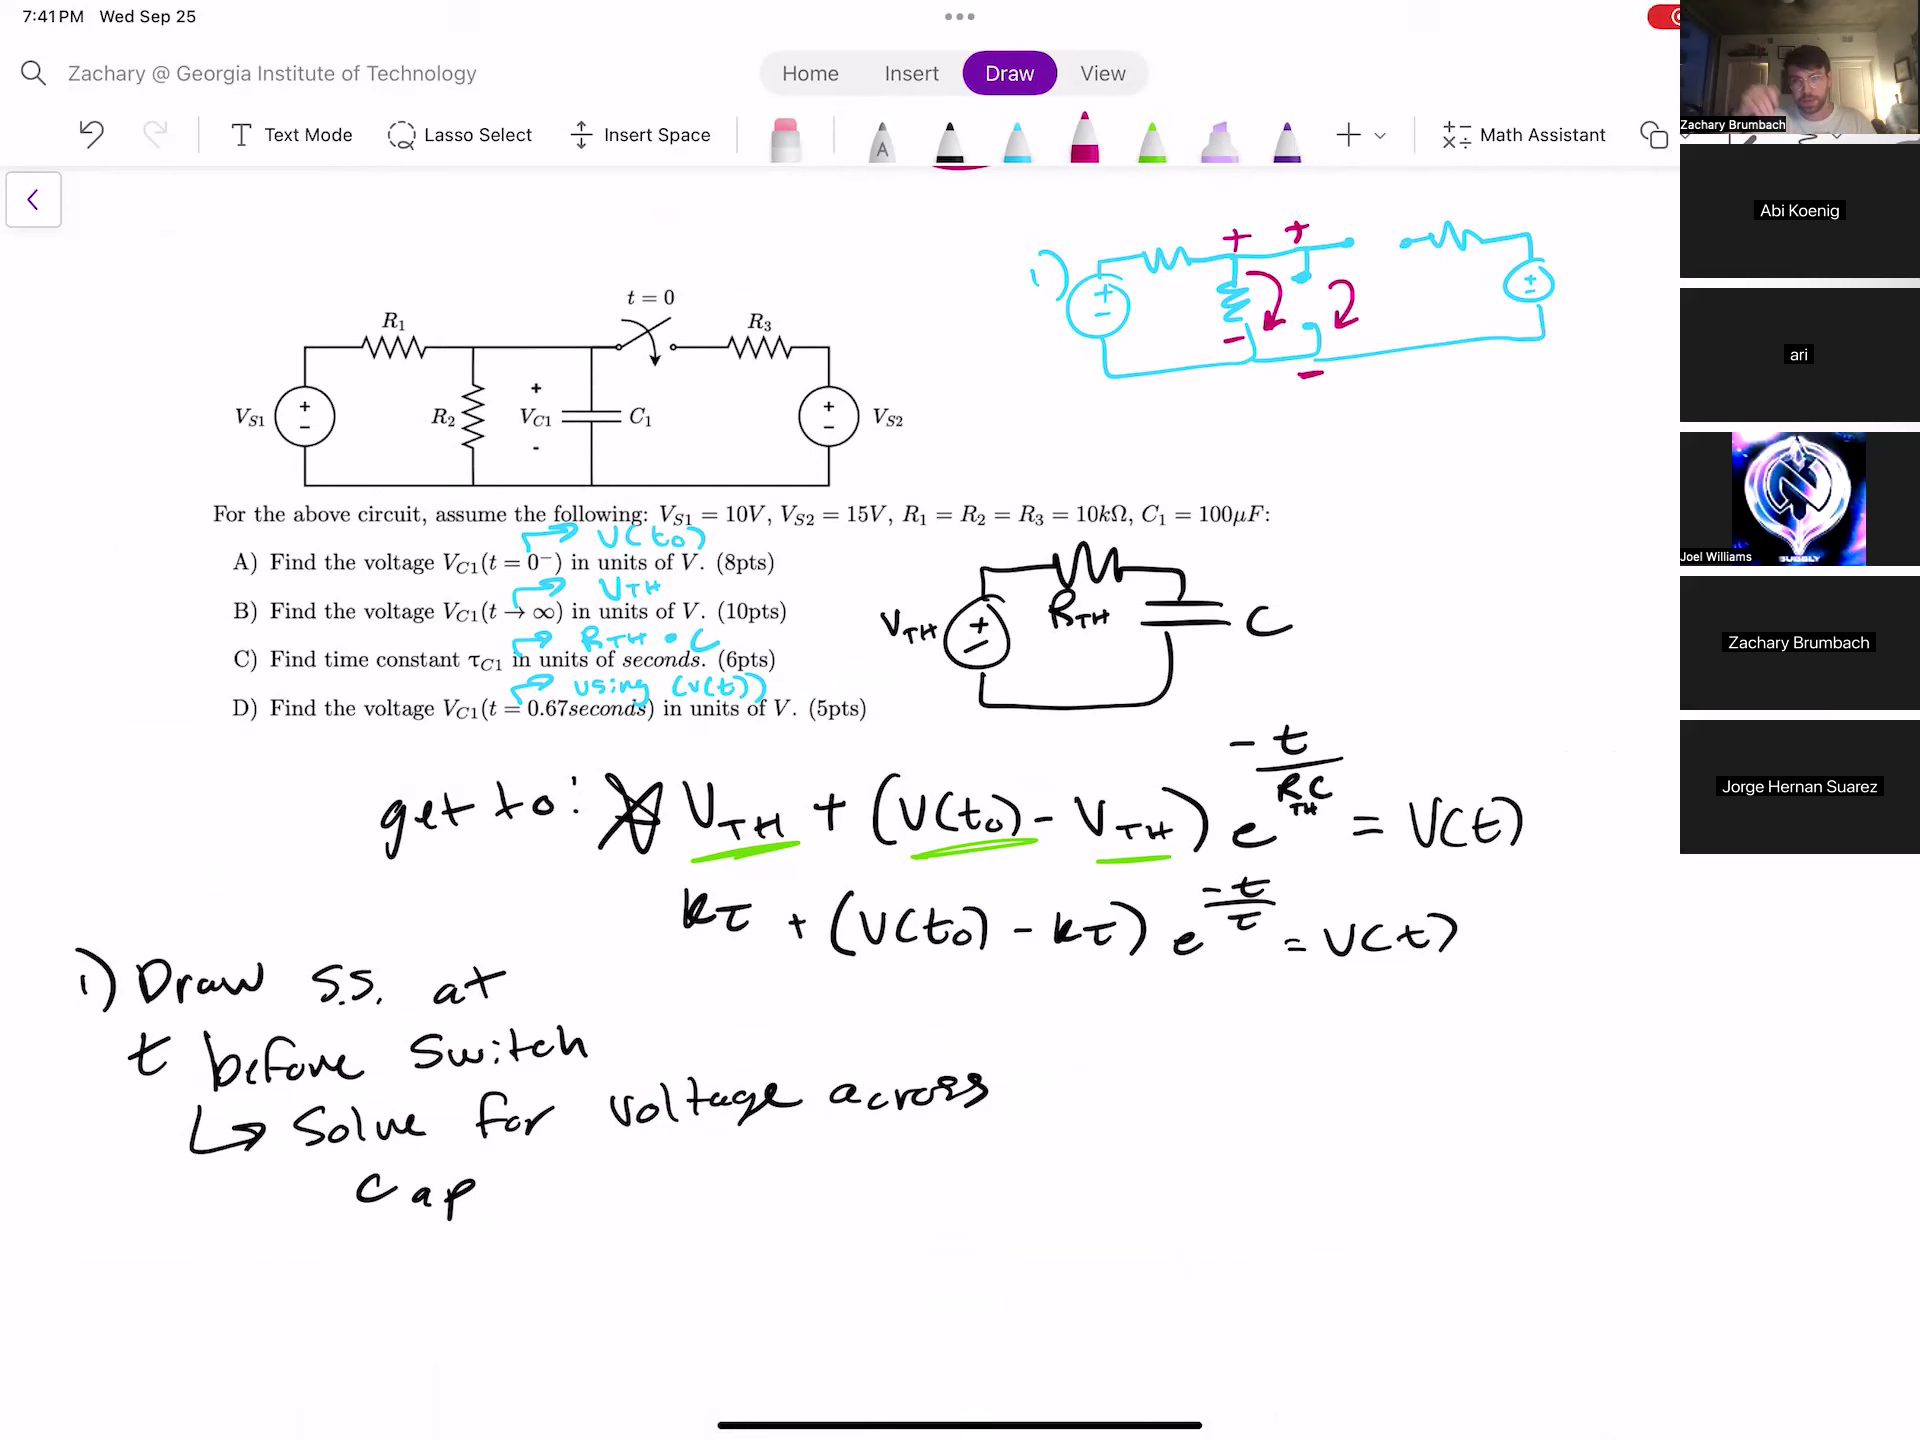 7:41 PM Wed Sep 25
Zachary @ Georgia Institute of Technology
Home Insert Draw View
Text Mode Lasso Select Insert Space Math Assistant
Zachary Brumbach
Abi Koenig
ari
Joel Williams
Zachary Brumbach
Jorge Hernan Suarez
1)
+ +
+
-
+
-
- -
t = 0
R1 R3
VS1 + - R2 + VC1 - C1 + - VS2
For the above circuit, assume the following: VS1 = 10V, VS2 = 15V, R1 = R2 = R3 = 10kΩ, C1 = 100μF:
V(t0)
A) Find the voltage VC1(t = 0⁻) in units of V. (8pts)
VTH
B) Find the voltage VC1(t → ∞) in units of V. (10pts)
RTH • C
C) Find time constant τC1 in units of seconds. (6pts)
using (v(t))
D) Find the voltage VC1(t = 0.67seconds) in units of V. (5pts)
VTH + - RTH C
get to: VTH + (V(t0) - VTH) e^(-t/(RTH C)) = V(t)
kτ + (V(t0) - kτ) e^(-t/τ) = V(t)
1) Draw S.S. at
t before switch
↳ Solve for voltage across
cap